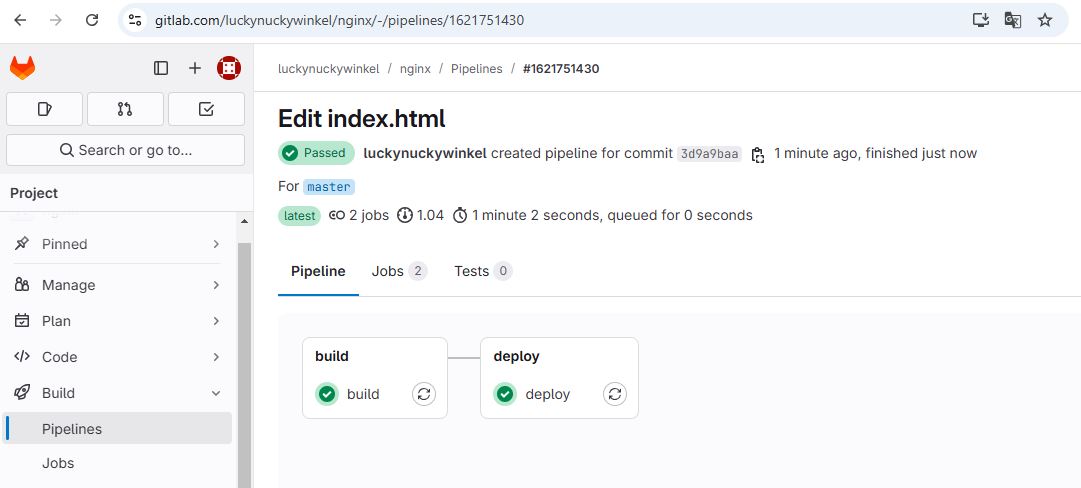 gitlab.com/luckynuckywinkel/nginx/-/pipelines/1621751430
luckynuckywinkel / nginx / Pipelines / #1621751430
Search or go to...
Project
Pinned
Manage
Plan
Code
Build
Pipelines
Jobs
Edit index.html
Passed luckynuckywinkel created pipeline for commit 3d9a9baa 1 minute ago, finished just now
For master
latest 2 jobs 1.04 1 minute 2 seconds, queued for 0 seconds
Pipeline Jobs 2 Tests 0
build
build
deploy
deploy